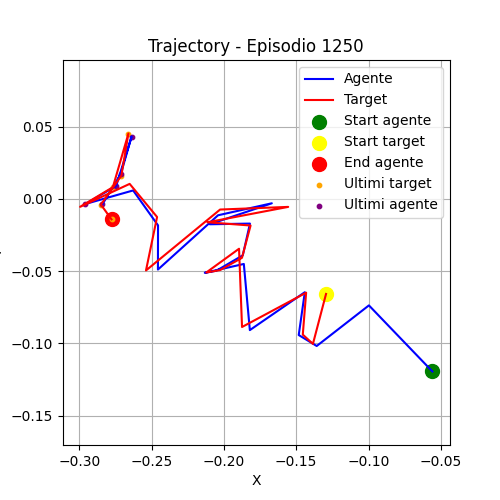 Trajectory - Episodio 1250
Agente
Target
Start agente
Start target
End agente
Ultimi target
Ultimi agente
0.05
0.00
−0.05
−0.10
−0.15
−0.30
−0.25
−0.20
−0.15
−0.10
−0.05
X